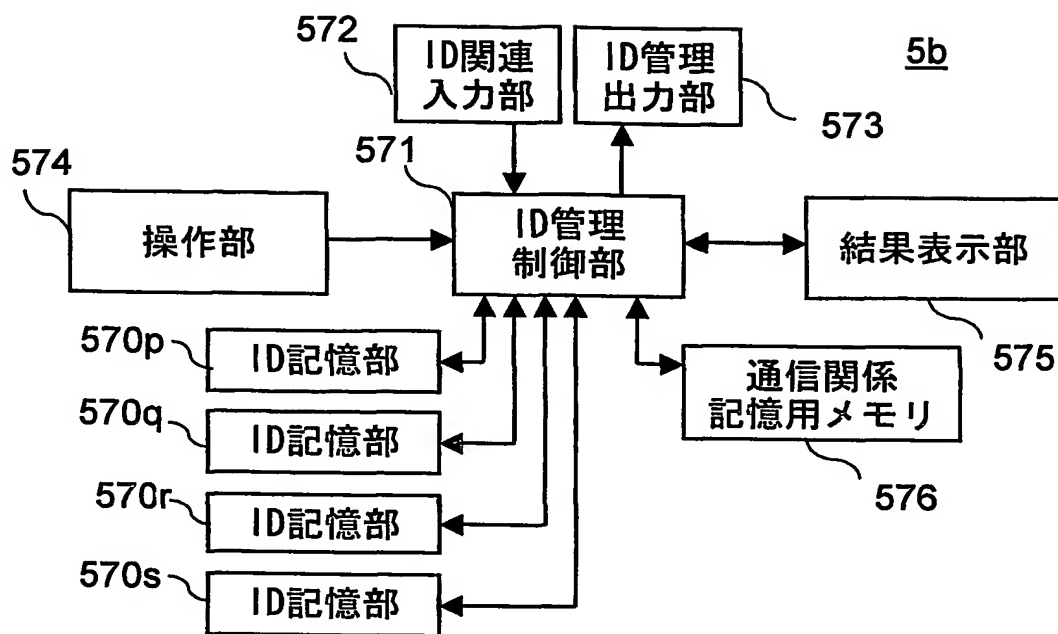 572
ID関連
入力部
ID管理
出力部
5b
573
571
574
操作部
ID管理
制御部
結果表示部
575
570p
ID記憶部
570q
ID記憶部
570r
ID記憶部
570s
ID記憶部
通信関係
記憶用メモリ
576